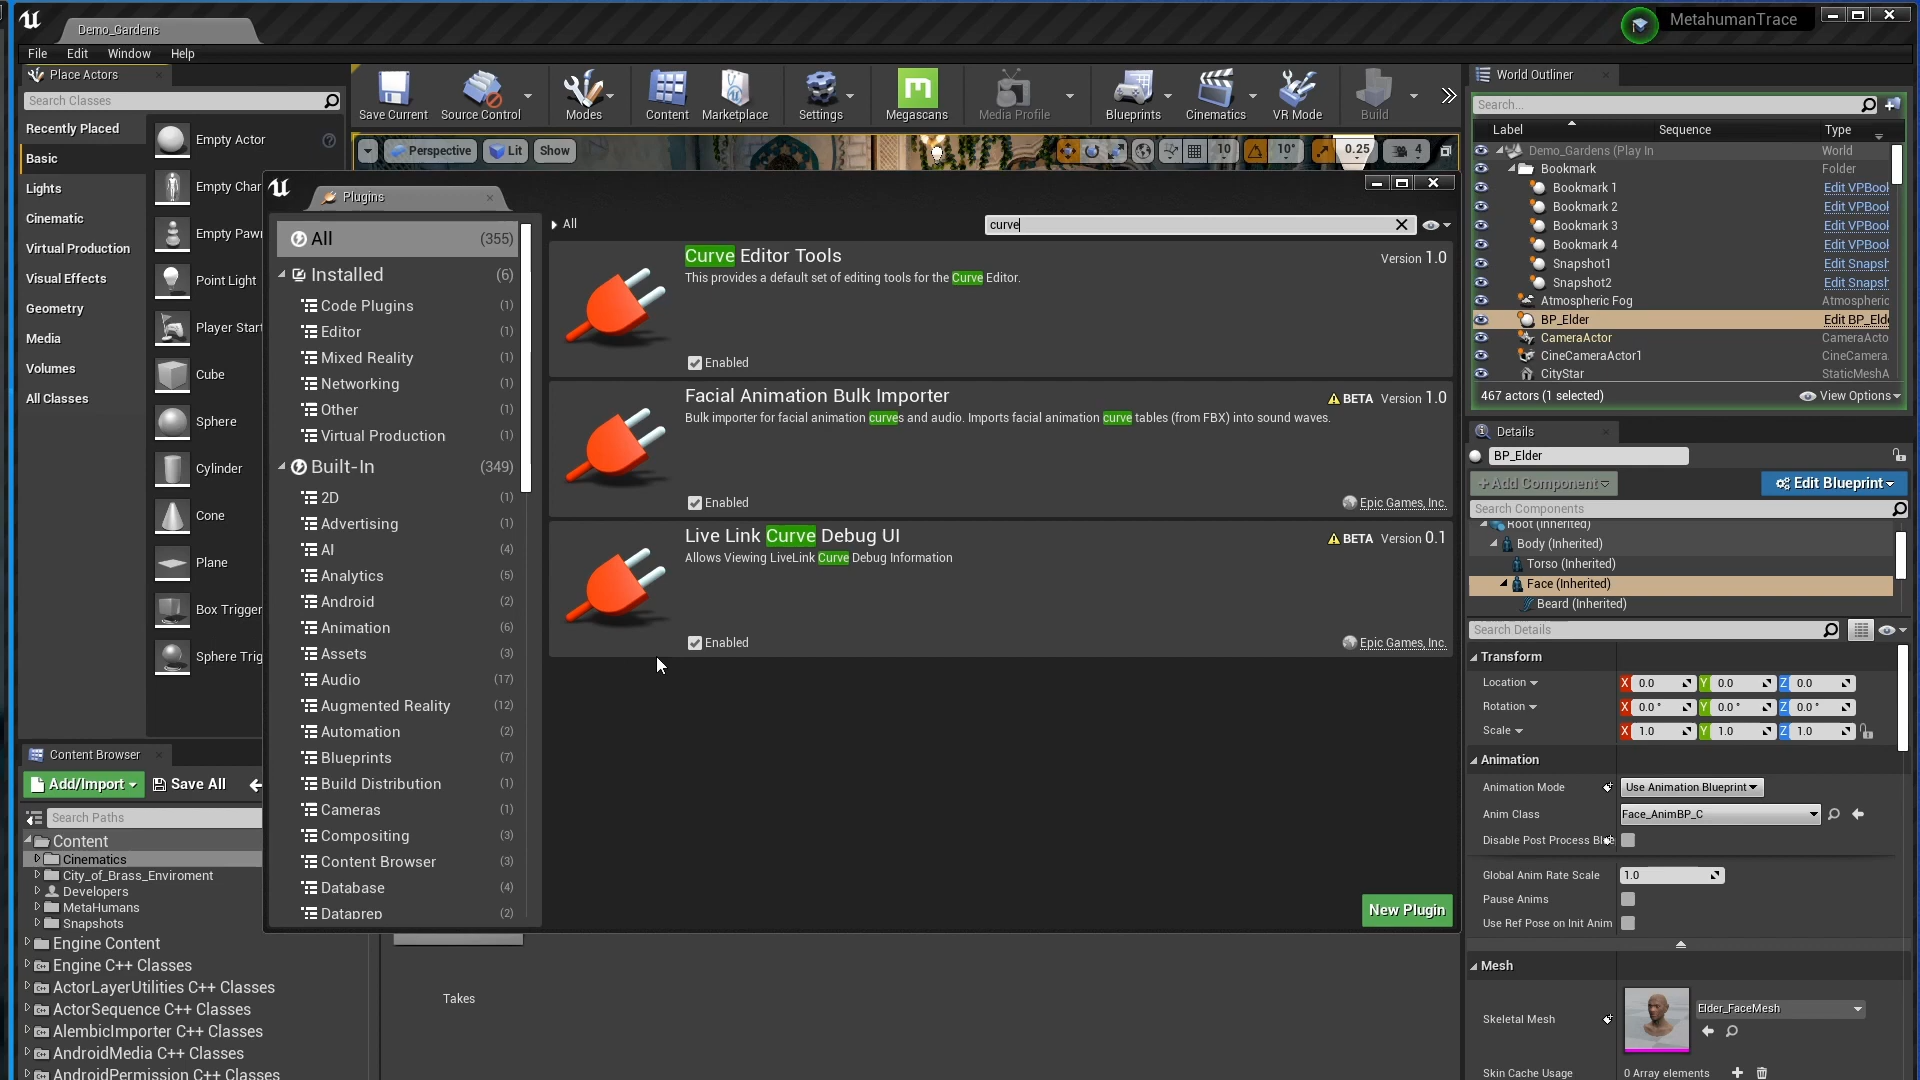 Demo_Gardens
MetahumanTrace
File Edit Window Help
Place Actors
Search Classes
Recently Placed
Basic
Lights
Cinematic
Virtual Production
Visual Effects
Geometry
Media
Volumes
All Classes
Empty Actor
Empty Char
Empty Pawn
Point Light
Player Start
Cube
Sphere
Cylinder
Cone
Plane
Box Trigger
Sphere Trig
Save Current
Source Control
Modes
Content
Marketplace
Settings
Megascans
Media Profile
Blueprints
Cinematics
VR Mode
Build
Perspective
Lit
Show
10
10°
0.25
4
Plugins
All (355)
Installed (6)
Code Plugins (1)
Editor (1)
Mixed Reality (1)
Networking (1)
Other (1)
Virtual Production (1)
Built-In (349)
2D (1)
Advertising (1)
AI (4)
Analytics (5)
Android (2)
Animation (6)
Assets (3)
Audio (17)
Augmented Reality (12)
Automation (2)
Blueprints (7)
Build Distribution (1)
Cameras (1)
Compositing (3)
Content Browser (3)
Database (4)
Dataprep (2)
All
curve
Curve Editor Tools
Version 1.0
This provides a default set of editing tools for the Curve Editor.
Enabled
Facial Animation Bulk Importer
BETA Version 1.0
Bulk importer for facial animation curves and audio. Imports facial animation curve tables (from FBX) into sound waves.
Enabled
Epic Games, Inc.
Live Link Curve Debug UI
BETA Version 0.1
Allows Viewing LiveLink Curve Debug Information
Enabled
Epic Games, Inc.
New Plugin
Content Browser
Add/Import
Save All
Search Paths
Content
Cinematics
City_of_Brass_Enviroment
Developers
MetaHumans
Snapshots
Engine Content
Engine C++ Classes
ActorLayerUtilities C++ Classes
ActorSequence C++ Classes
AlembicImporter C++ Classes
AndroidMedia C++ Classes
AndroidPermission C++ Classes
Takes
World Outliner
Search...
Label Sequence Type
Demo_Gardens (Play In World
Bookmark Folder
Bookmark 1 Edit VPBook
Bookmark 2 Edit VPBook
Bookmark 3 Edit VPBook
Bookmark 4 Edit VPBook
Snapshot1 Edit Snapsh
Snapshot2 Edit Snapsh
Atmospheric Fog Atmospheric
BP_Elder Edit BP_Elde
CameraActor CameraActo
CineCameraActor1 CineCamera
CityStar StaticMeshA
467 actors (1 selected)
View Options
Details
BP_Elder
+Add Component
Edit Blueprint
Search Components
Root (Inherited)
Body (Inherited)
Torso (Inherited)
Face (Inherited)
Beard (Inherited)
Search Details
Transform
Location X 0.0 Y 0.0 Z 0.0
Rotation X 0.0° Y 0.0° Z 0.0°
Scale X 1.0 Y 1.0 Z 1.0
Animation
Animation Mode Use Animation Blueprint
Anim Class Face_AnimBP_C
Disable Post Process Blue
Global Anim Rate Scale 1.0
Pause Anims
Use Ref Pose on Init Anim
Mesh
Skeletal Mesh Elder_FaceMesh
Skin Cache Usage 0 Array elements